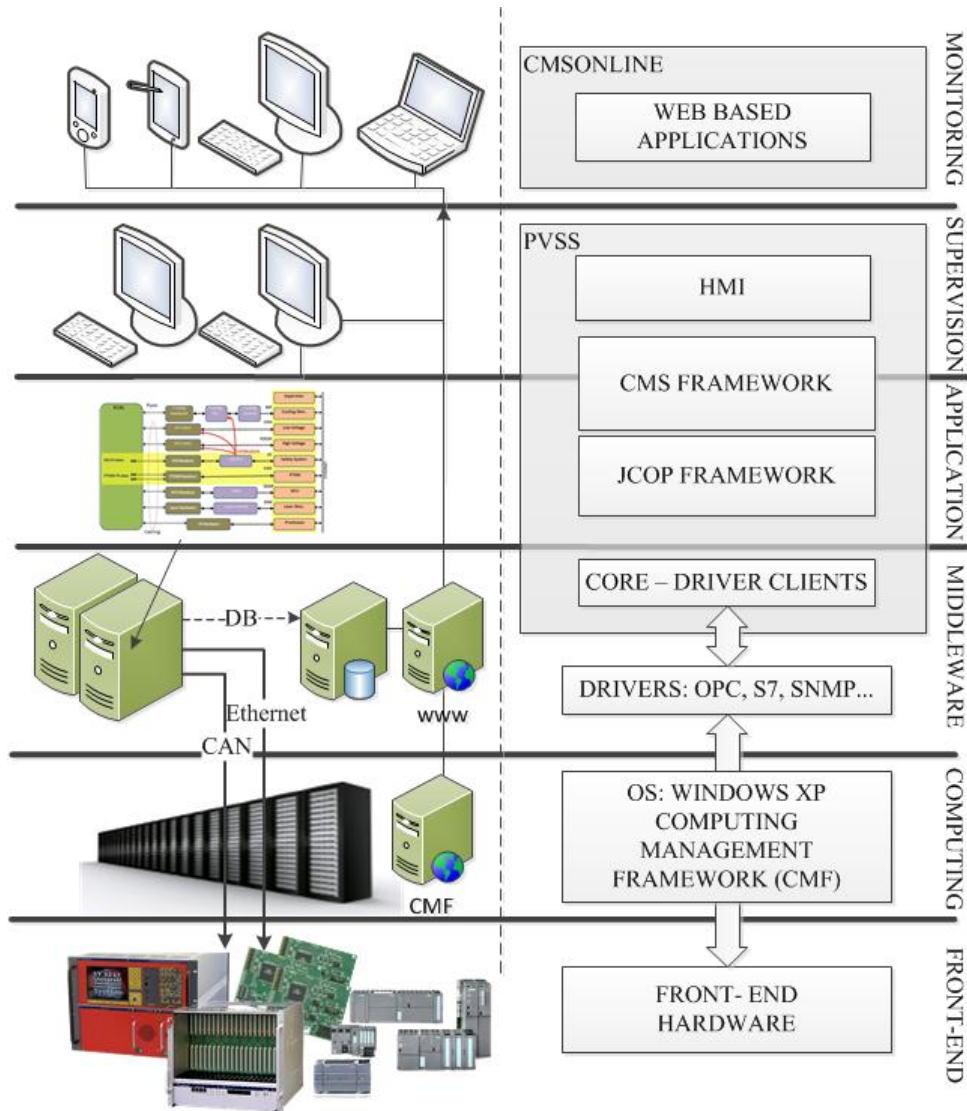 MONITORING
CMSONLINE
WEB BASED
APPLICATIONS
SUPERVISION
PVSS
HMI
CMS FRAMEWORK
APPLICATION
JCOP FRAMEWORK
MIDDLEWARE
CORE – DRIVER CLIENTS
DB
Ethernet
www
DRIVERS: OPC, S7, SNMP...
CAN
COMPUTING
OS: WINDOWS XP
COMPUTING
MANAGEMENT
FRAMEWORK (CMF)
CMF
FRONT-END
FRONT- END
HARDWARE